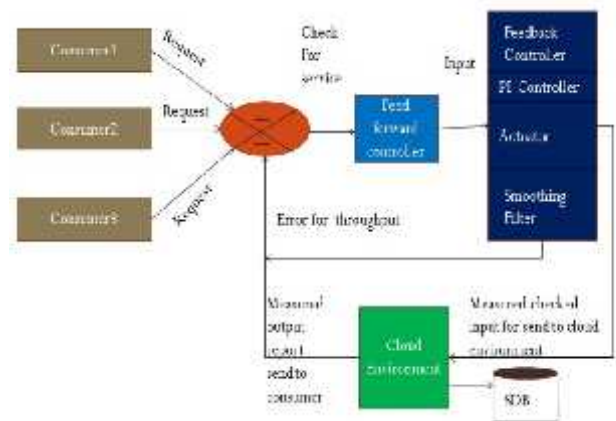 Consumer1
Consumer2
Consumer3
Request
Request
Request
Check
For
service
Feed
forward
controller
Input
Feedback
Controller
PI Controller
Actuator
Smoothing
Filter
Error for throughput
Measured
output
report
send to
consumer
Cloud
environment
Measured checked
input for send to cloud
environment
SDB